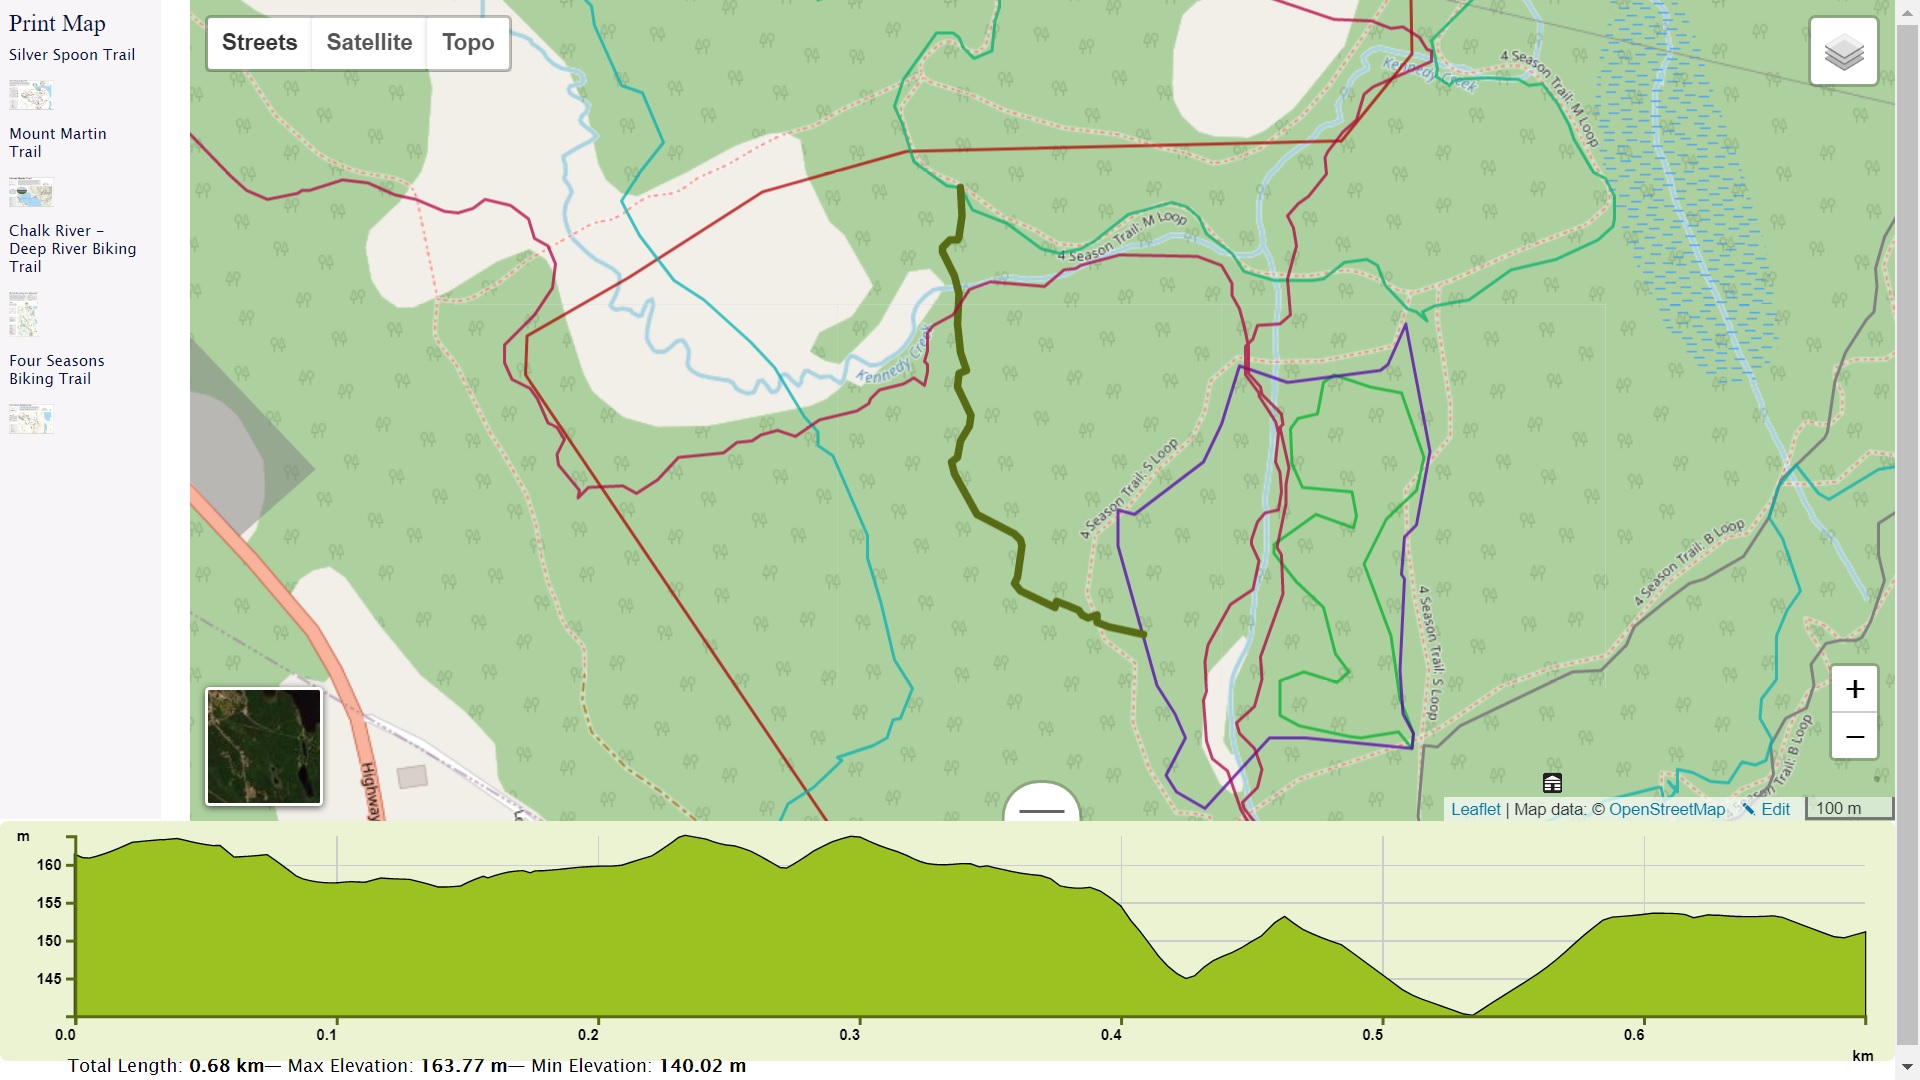 Print Map
Silver Spoon Trail
Mount Martin
Trail
Chalk River –
Deep River Biking
Trail
Four Seasons
Biking Trail
Streets
Satellite
Topo
Kennedy Creek
4 Season Trail: M Loop
4 Season Trail: M Loop
Kennedy Creek
4 Season Trail: S Loop
4 Season Trail: B Loop
4 Season Trail: S Loop
Highway
Season Trail: B Loop
+
−
Leaflet | Map data: © OpenStreetMap Edit
100 m
m
160
155
150
145
0.0
0.1
0.2
0.3
0.4
0.5
0.6
km
Total Length: 0.68 km— Max Elevation: 163.77 m— Min Elevation: 140.02 m